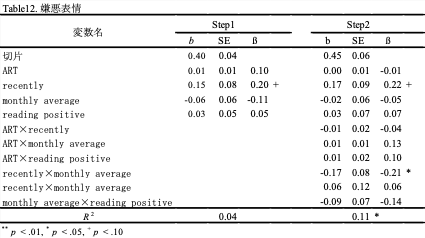 Table12. 嫌悪表情
変数名 Step1 Step2
b SE ß b SE ß
切片 0.40 0.04 0.45 0.06
ART 0.01 0.01 0.10 0.00 0.01 -0.01
recently 0.15 0.08 0.20 + 0.17 0.09 0.22 +
monthly average -0.06 0.06 -0.11 -0.02 0.06 -0.05
reading positive 0.03 0.05 0.05 0.03 0.07 0.07
ART×recently -0.01 0.02 -0.04
ART×monthly average 0.01 0.01 0.13
ART×reading positive 0.01 0.02 0.10
recently×monthly average -0.17 0.08 -0.21 *
recently×monthly average 0.06 0.12 0.06
monthly average×reading positive -0.09 0.07 -0.14
R² 0.04 0.11 *
** p <.01, * p <.05, + p <.10